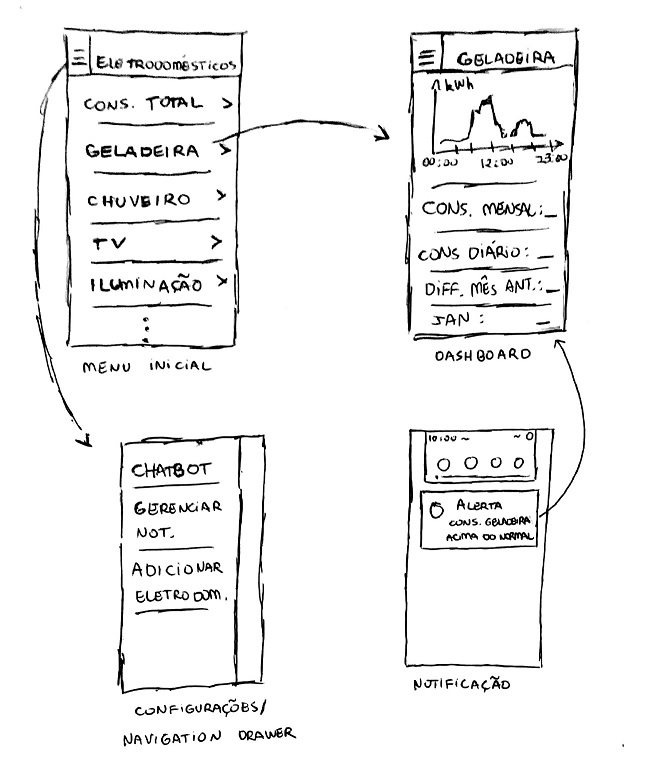 ELETRODOMÉSTICOS
CONS. TOTAL >
GELADEIRA >
CHUVEIRO >
TV >
ILUMINAÇÃO >
MENU INICIAL
GELADEIRA
kWh
00:00 12:00 23:00
CONS. MENSAL:_
CONS DIÁRIO: _
DIFF. MÊS ANT.:_
JAN : _
DASHBOARD
CHATBOT
GERENCIAR
NOT.
ADICIONAR
ELETRODOM.
CONFIGURAÇÕES/
NAVIGATION DRAWER
10:00 ~ ~ 0
ALERTA
CONS. GELADEIRA
ACIMA DO NORMAL
NOTIFICAÇÃO